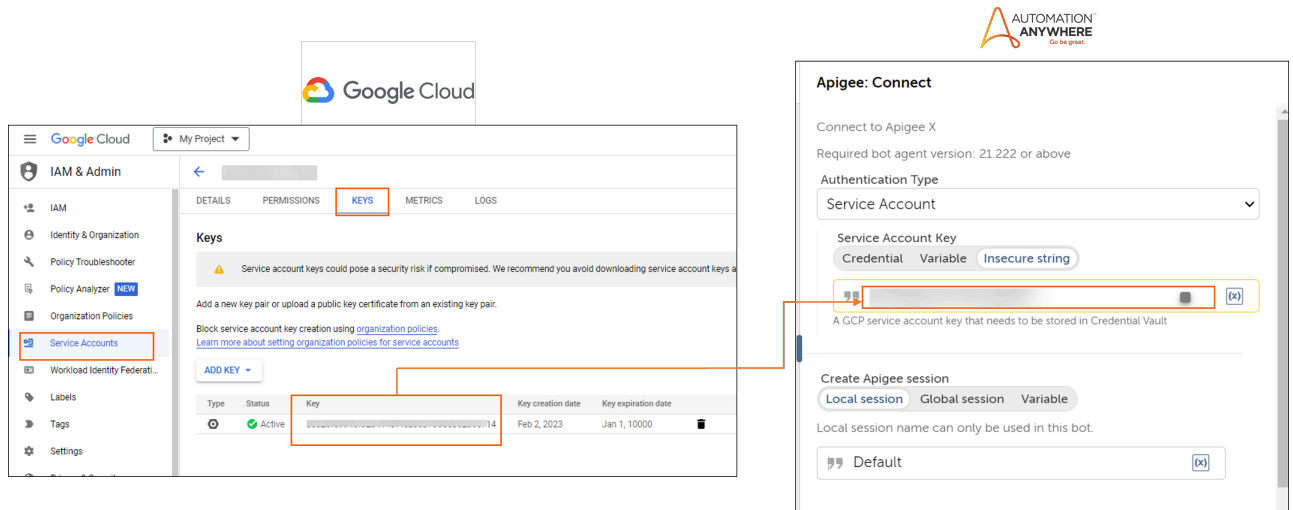 AUTOMATION
ANYWHERE
Go be great.
Google Cloud
Google Cloud
My Project
IAM & Admin
IAM
Identity & Organization
Policy Troubleshooter
Policy Analyzer NEW
Organization Policies
Service Accounts
Workload Identity Federati...
Labels
Tags
Settings
DETAILS PERMISSIONS KEYS METRICS LOGS
Keys
Service account keys could pose a security risk if compromised. We recommend you avoid downloading service account keys a
Add a new key pair or upload a public key certificate from an existing key pair.
Block service account key creation using organization policies.
Learn more about setting organization policies for service accounts
ADD KEY
Type Status Key Key creation date Key expiration date
Active 14 Feb 2, 2023 Jan 1, 10000
Apigee: Connect
Connect to Apigee X
Required bot agent version: 21.222 or above
Authentication Type
Service Account
Service Account Key
Credential Variable Insecure string
(x)
A GCP service account key that needs to be stored in Credential Vault
Create Apigee session
Local session Global session Variable
Local session name can only be used in this bot.
Default (x)